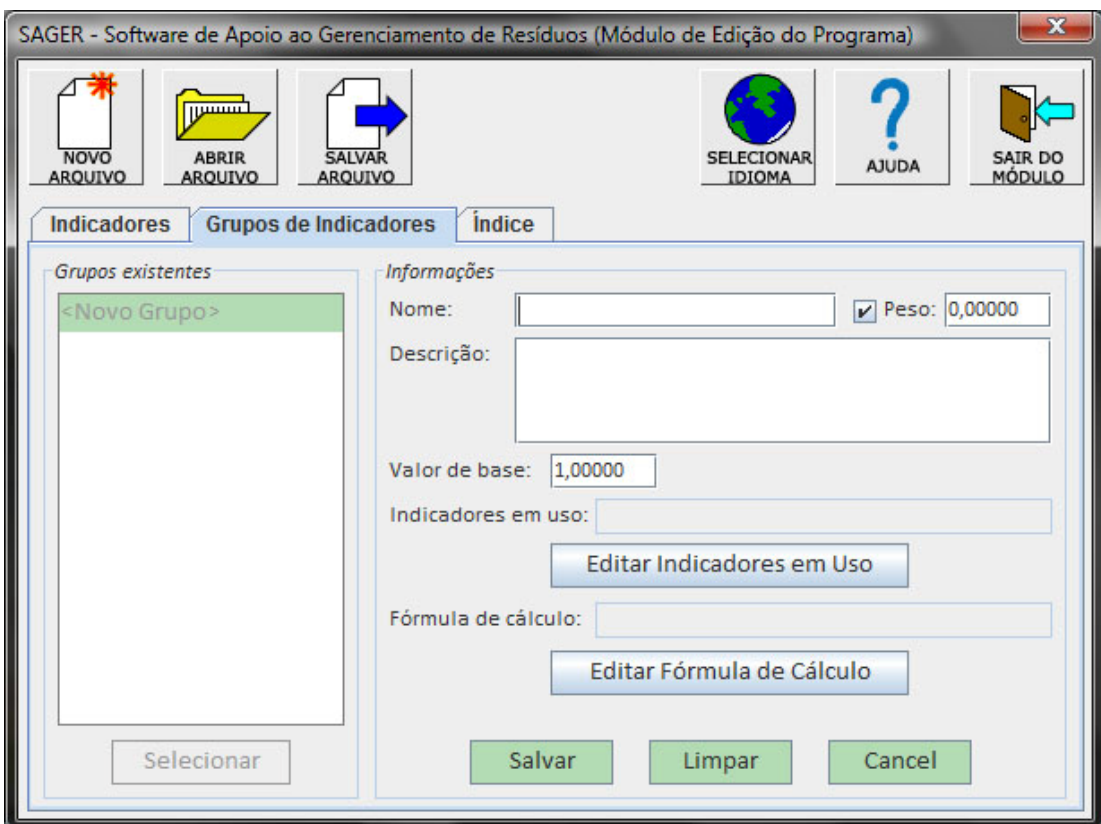 SAGER - Software de Apoio ao Gerenciamento de Resíduos (Módulo de Edição do Programa)
NOVO
ARQUIVO
ABRIR
ARQUIVO
SALVAR
ARQUIVO
SELECIONAR
IDIOMA
AJUDA
SAIR DO
MÓDULO
Indicadores
Grupos de Indicadores
Índice
Grupos existentes
<Novo Grupo>
Selecionar
Informações
Nome:
Peso: 0,00000
Descrição:
Valor de base: 1,00000
Indicadores em uso:
Editar Indicadores em Uso
Fórmula de cálculo:
Editar Fórmula de Cálculo
Salvar
Limpar
Cancel